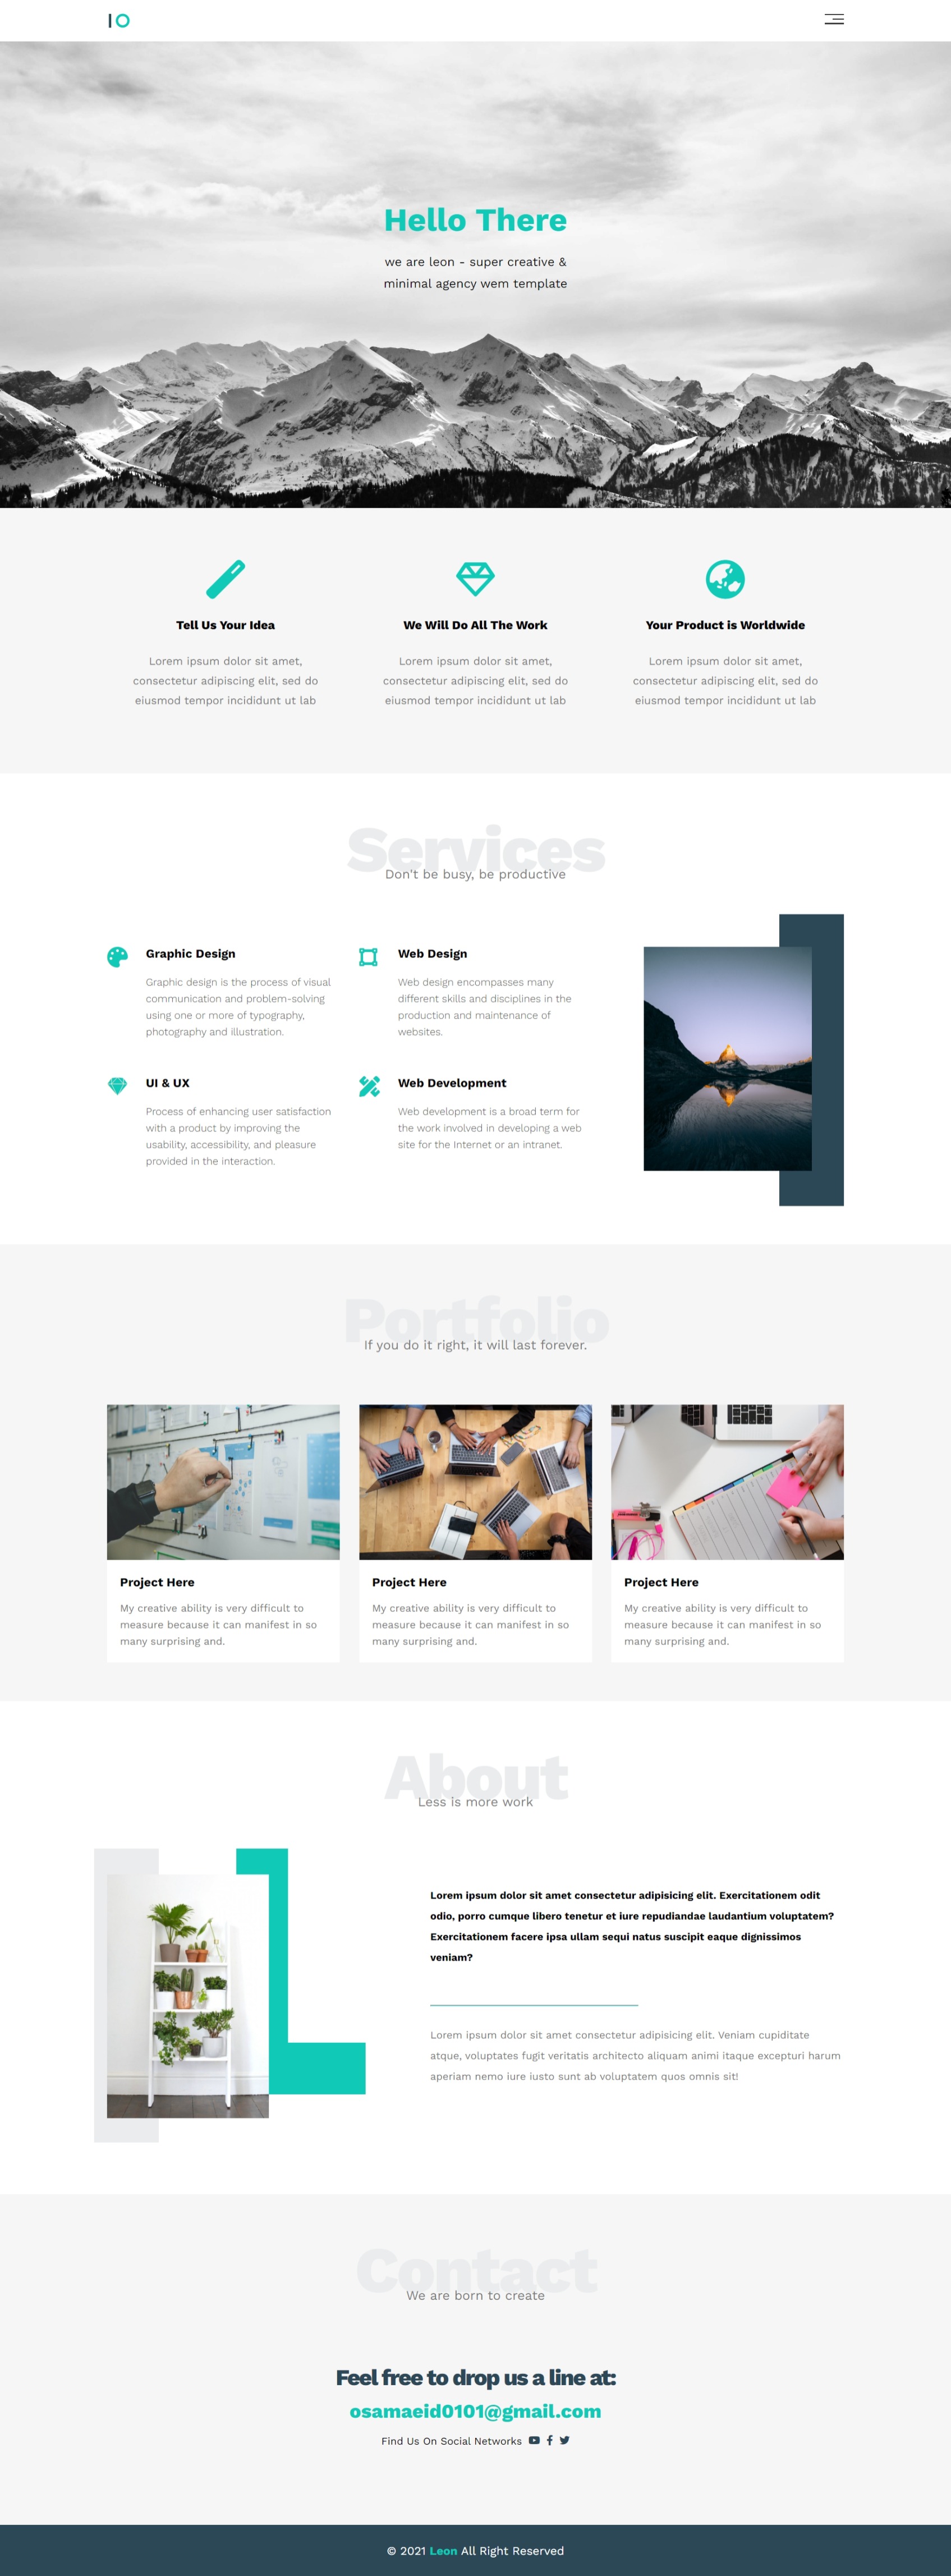 IO
Hello There
we are leon - super creative &
minimal agency wem template
Tell Us Your Idea
Lorem ipsum dolor sit amet,
consectetur adipiscing elit, sed do
eiusmod tempor incididunt ut lab
We Will Do All The Work
Lorem ipsum dolor sit amet,
consectetur adipiscing elit, sed do
eiusmod tempor incididunt ut lab
Your Product is Worldwide
Lorem ipsum dolor sit amet,
consectetur adipiscing elit, sed do
eiusmod tempor incididunt ut lab
Services
Don't be busy, be productive
Graphic Design
Graphic design is the process of visual
communication and problem-solving
using one or more of typography,
photography and illustration.
Web Design
Web design encompasses many
different skills and disciplines in the
production and maintenance of
websites.
UI & UX
Process of enhancing user satisfaction
with a product by improving the
usability, accessibility, and pleasure
provided in the interaction.
Web Development
Web development is a broad term for
the work involved in developing a web
site for the Internet or an intranet.
Portfolio
If you do it right, it will last forever.
Project Here
My creative ability is very difficult to
measure because it can manifest in so
many surprising and.
Project Here
My creative ability is very difficult to
measure because it can manifest in so
many surprising and.
Project Here
My creative ability is very difficult to
measure because it can manifest in so
many surprising and.
About
Less is more work
Lorem ipsum dolor sit amet consectetur adipisicing elit. Exercitationem odit
odio, porro cumque libero tenetur et iure repudiandae laudantium voluptatem?
Exercitationem facere ipsa ullam sequi natus suscipit eaque dignissimos
veniam?
Lorem ipsum dolor sit amet consectetur adipisicing elit. Veniam cupiditate
atque, voluptates fugit veritatis architecto aliquam animi itaque excepturi harum
aperiam nemo iure iusto sunt ab voluptatem quos omnis sit!
Contact
We are born to create
Feel free to drop us a line at:
osamaeid0101@gmail.com
Find Us On Social Networks
© 2021 Leon All Right Reserved